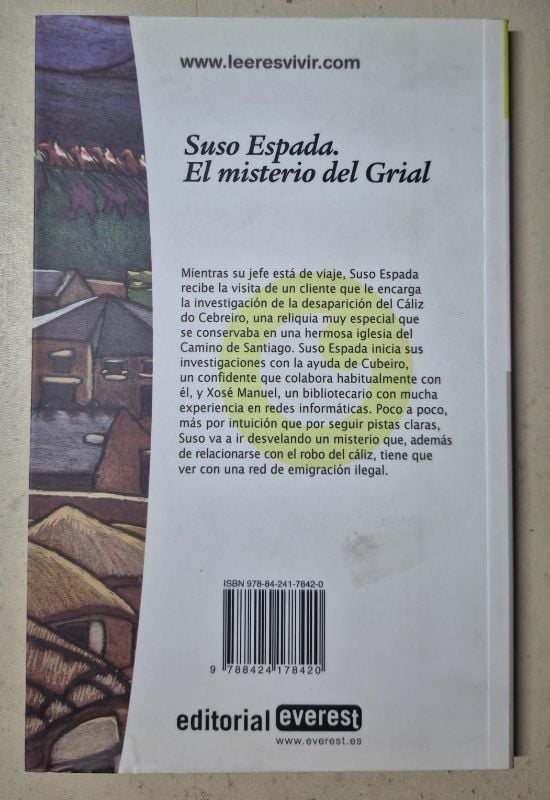 www.leeresvivir.com
Suso Espada.
El misterio del Grial
Mientras su jefe está de viaje, Suso Espada
recibe la visita de un cliente que le encarga
la investigación de la desaparición del Cáliz
do Cebreiro, una reliquia muy especial que
se conservaba en una hermosa iglesia del
Camino de Santiago. Suso Espada inicia sus
investigaciones con la ayuda de Cubeiro,
un confidente que colabora habitualmente con
él, y Xosé Manuel, un bibliotecario con mucha
experiencia en redes informáticas. Poco a poco,
más por intuición que por seguir pistas claras,
Suso va a ir desvelando un misterio que, además
de relacionarse con el robo del cáliz, tiene que
ver con una red de emigración ilegal.
ISBN 978-84-241-7842-0
9 788424 178420
editorial everest
www.everest.es